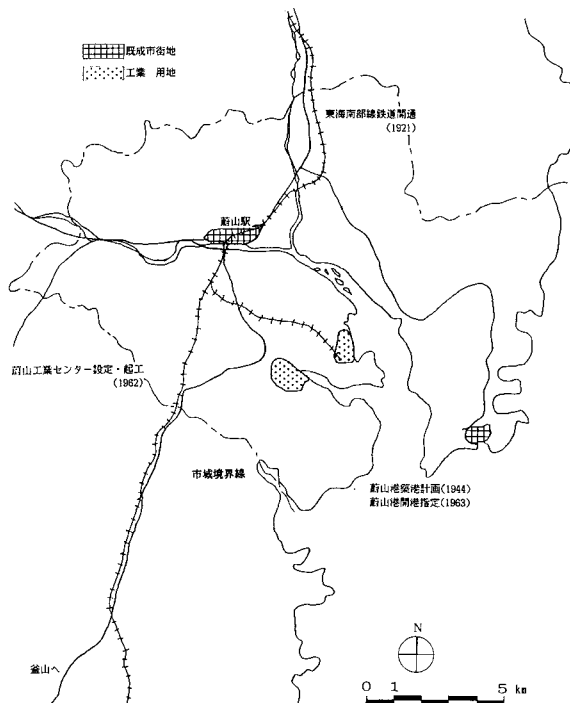 既成市街地
工業 用地
東海南部線鉄道開通
(1921)
蔚山駅
蔚山工業センター設定・起工
(1962)
市域境界線
蔚山港築港計画(1944)
蔚山港開港指定(1963)
釜山へ
N
0 1 5 km